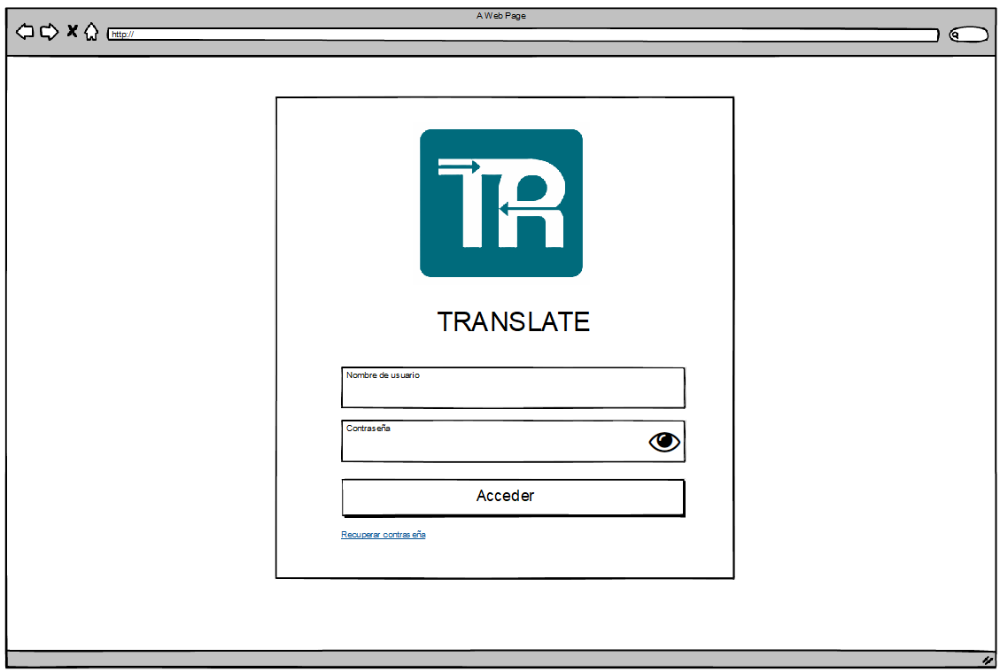 A Web Page
http://
TR
TRANSLATE
Nombre de usuario
Contraseña
Acceder
Recuperar contraseña